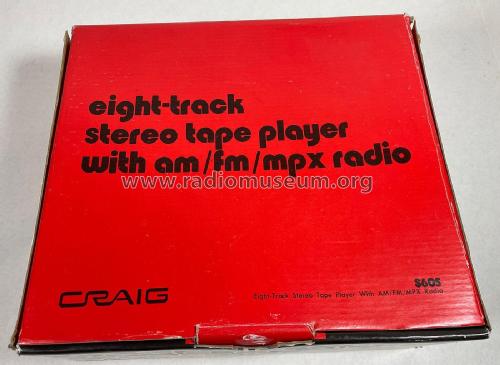 eight-track
stereo tape player
with am/fm/mpx radio
www.radiomuseum.org
CRAIG
S605
Eight-Track Stereo Tape Player With AM/FM/MPX Radio